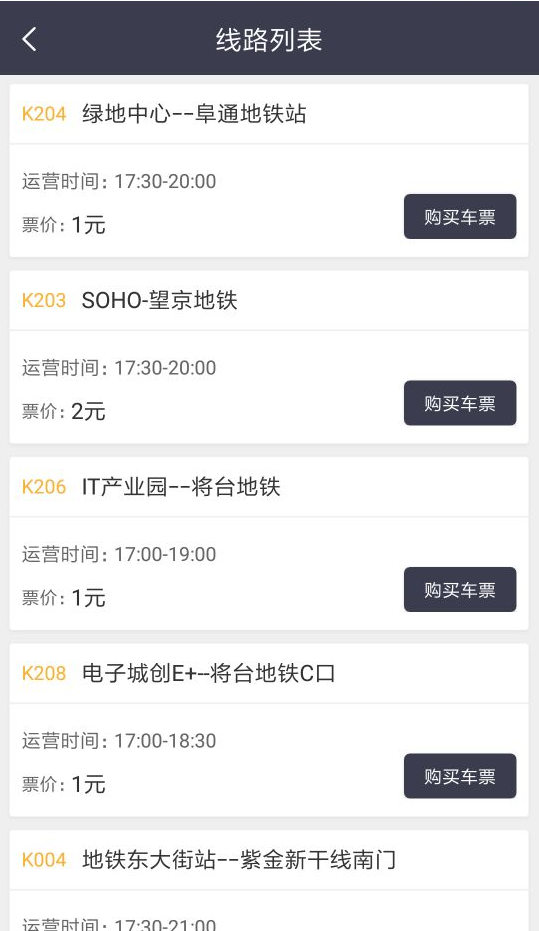 线路列表
K204 绿地中心--阜通地铁站
运营时间: 17:30-20:00
票价: 1元
购买车票
K203 SOHO-望京地铁
运营时间: 17:30-20:00
票价: 2元
购买车票
K206 IT产业园--将台地铁
运营时间: 17:00-19:00
票价: 1元
购买车票
K208 电子城创E+--将台地铁C口
运营时间: 17:00-18:30
票价: 1元
购买车票
K004 地铁东大街站--紫金新干线南门
运营时间: 17:30-21:00